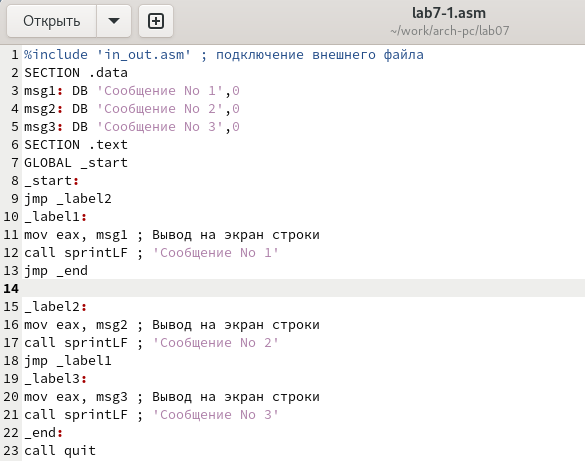 Открыть
lab7-1.asm
~/work/arch-pc/lab07
1 %include 'in_out.asm' ; подключение внешнего файла
2 SECTION .data
3 msg1: DB 'Сообщение No 1',0
4 msg2: DB 'Сообщение No 2',0
5 msg3: DB 'Сообщение No 3',0
6 SECTION .text
7 GLOBAL _start
8 _start:
9 jmp _label2
10 _label1:
11 mov eax, msg1 ; Вывод на экран строки
12 call sprintLF ; 'Сообщение No 1'
13 jmp _end
14
15 _label2:
16 mov eax, msg2 ; Вывод на экран строки
17 call sprintLF ; 'Сообщение No 2'
18 jmp _label1
19 _label3:
20 mov eax, msg3 ; Вывод на экран строки
21 call sprintLF ; 'Сообщение No 3'
22 _end:
23 call quit